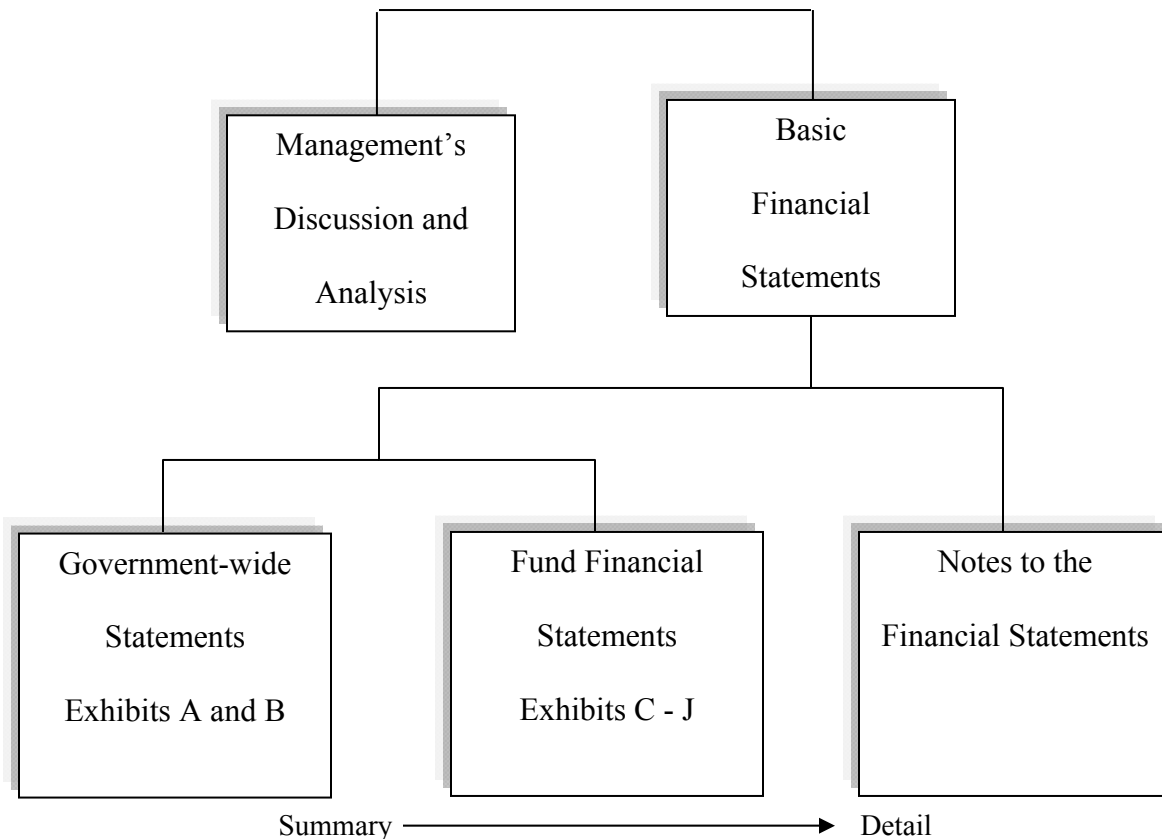 Management’s
Discussion and
Analysis
Basic
Financial
Statements
Government-wide
Statements
Exhibits A and B
Fund Financial
Statements
Exhibits C - J
Notes to the
Financial Statements
Summary
Detail